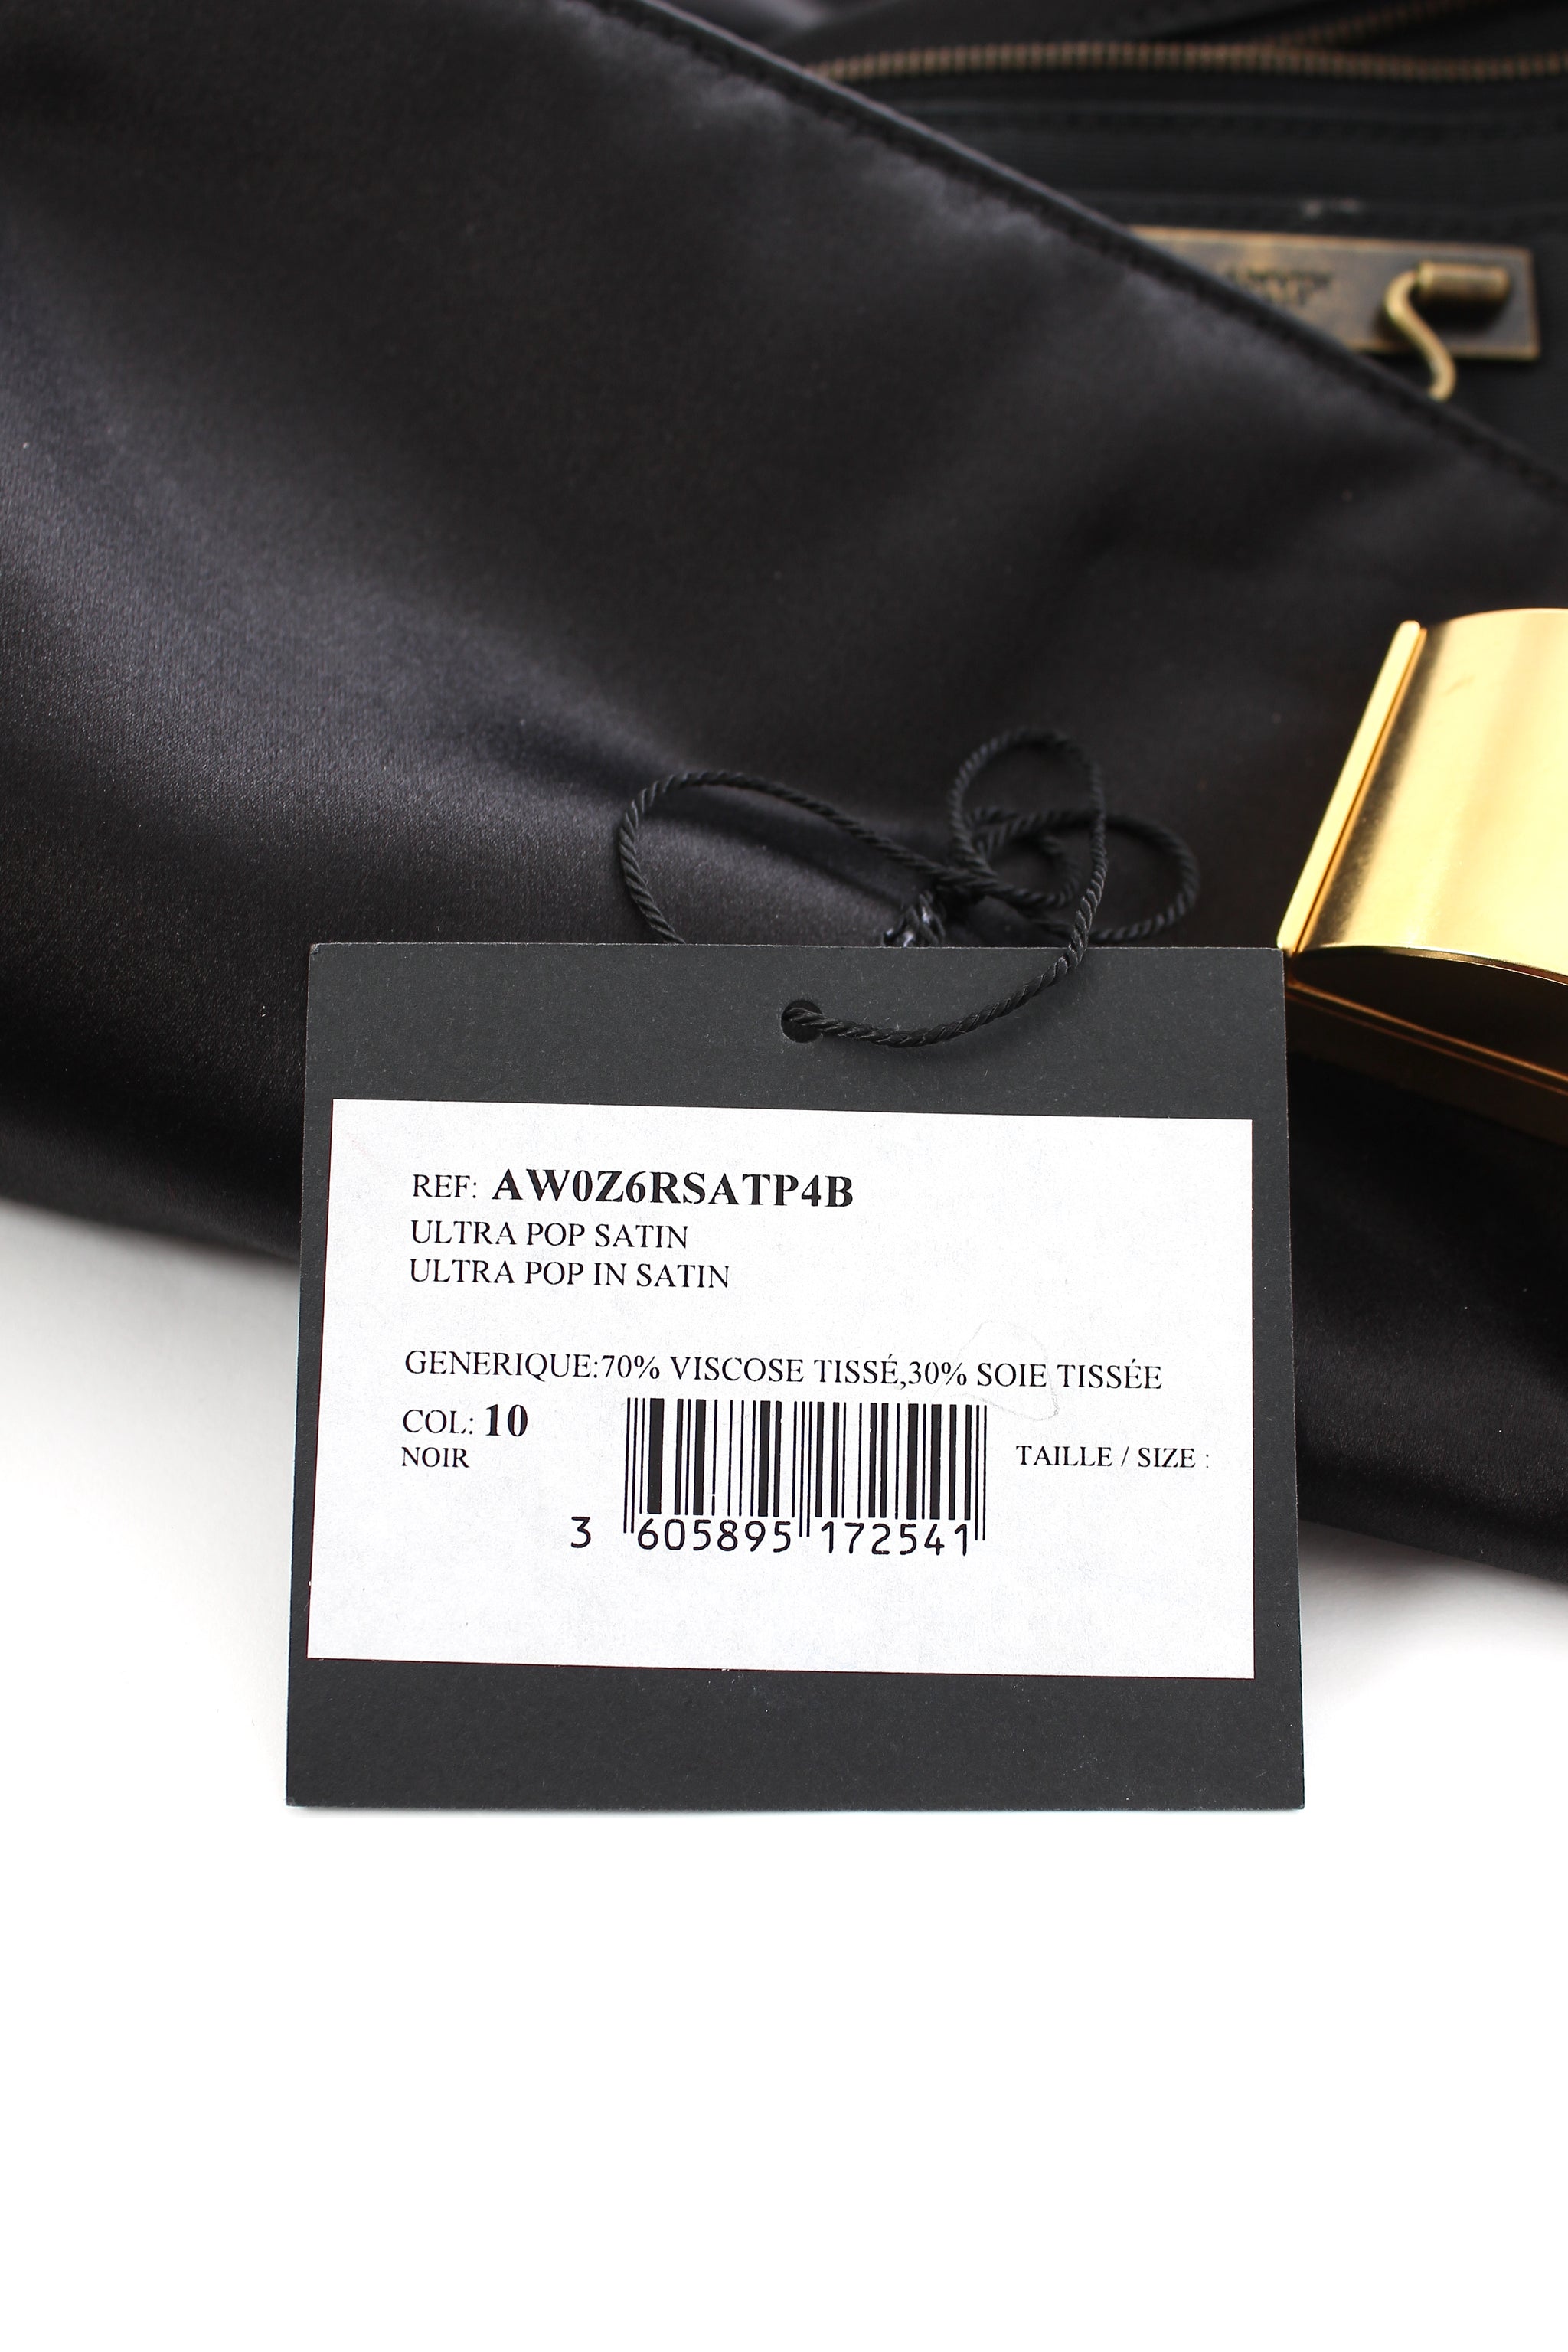 REF: AW0Z6RSATP4B
ULTRA POP SATIN
ULTRA POP IN SATIN
GENERIQUE:70% VISCOSE TISSÉ,30% SOIE TISSÉE
COL: 10
NOIR
TAILLE / SIZE :
3 605895 172541